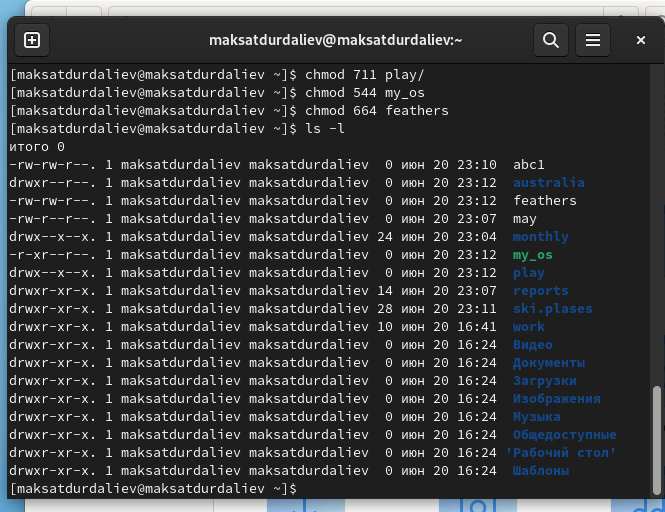 maksatdurdaliev@maksatdurdaliev:~
[maksatdurdaliev@maksatdurdaliev ~]$ chmod 711 play/
[maksatdurdaliev@maksatdurdaliev ~]$ chmod 544 my_os
[maksatdurdaliev@maksatdurdaliev ~]$ chmod 664 feathers
[maksatdurdaliev@maksatdurdaliev ~]$ ls -l
итого 0
-rw-rw-r--. 1 maksatdurdaliev maksatdurdaliev  0 июн 20 23:10  abc1
drwxr--r--. 1 maksatdurdaliev maksatdurdaliev  0 июн 20 23:12  australia
-rw-rw-r--. 1 maksatdurdaliev maksatdurdaliev  0 июн 20 23:12  feathers
-rw-r--r--. 1 maksatdurdaliev maksatdurdaliev  0 июн 20 23:07  may
drwx--x--x. 1 maksatdurdaliev maksatdurdaliev 24 июн 20 23:04  monthly
-r-xr--r--. 1 maksatdurdaliev maksatdurdaliev  0 июн 20 23:12  my_os
drwx--x--x. 1 maksatdurdaliev maksatdurdaliev  0 июн 20 23:12  play
drwxr-xr-x. 1 maksatdurdaliev maksatdurdaliev 14 июн 20 23:07  reports
drwxr-xr-x. 1 maksatdurdaliev maksatdurdaliev 28 июн 20 23:11  ski.plases
drwxr-xr-x. 1 maksatdurdaliev maksatdurdaliev 10 июн 20 16:41  work
drwxr-xr-x. 1 maksatdurdaliev maksatdurdaliev  0 июн 20 16:24  Видео
drwxr-xr-x. 1 maksatdurdaliev maksatdurdaliev  0 июн 20 16:24  Документы
drwxr-xr-x. 1 maksatdurdaliev maksatdurdaliev  0 июн 20 16:24  Загрузки
drwxr-xr-x. 1 maksatdurdaliev maksatdurdaliev  0 июн 20 16:24  Изображения
drwxr-xr-x. 1 maksatdurdaliev maksatdurdaliev  0 июн 20 16:24  Музыка
drwxr-xr-x. 1 maksatdurdaliev maksatdurdaliev  0 июн 20 16:24  Общедоступные
drwxr-xr-x. 1 maksatdurdaliev maksatdurdaliev  0 июн 20 16:24 'Рабочий стол'
drwxr-xr-x. 1 maksatdurdaliev maksatdurdaliev  0 июн 20 16:24  Шаблоны
[maksatdurdaliev@maksatdurdaliev ~]$